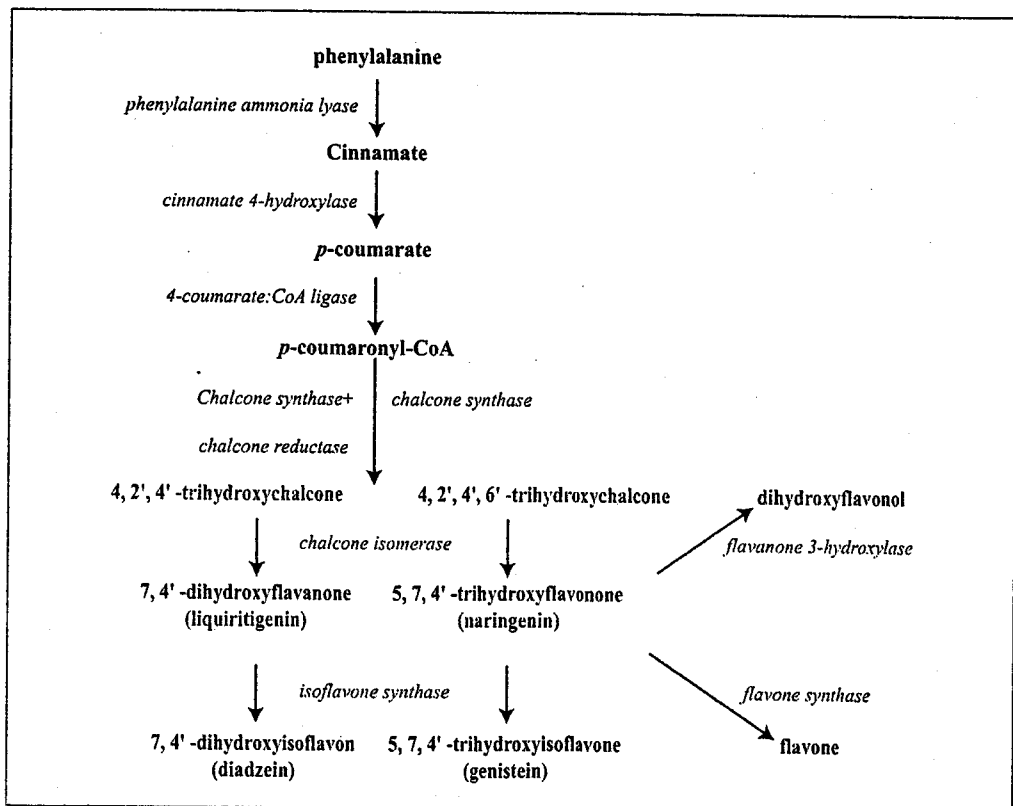 phenylalanine
phenylalanine ammonia lyase
Cinnamate
cinnamate 4-hydroxylase
p-coumarate
4-coumarate:CoA ligase
p-coumaronyl-CoA
Chalcone synthase+
chalcone synthase
chalcone reductase
4, 2', 4' -trihydroxychalcone
4, 2', 4', 6' -trihydroxychalcone
dihydroxyflavonol
chalcone isomerase
flavanone 3-hydroxylase
7, 4' -dihydroxyflavanone
(liquiritigenin)
5, 7, 4' -trihydroxyflavonone
(naringenin)
isoflavone synthase
flavone synthase
7, 4' -dihydroxyisoflavon
(diadzein)
5, 7, 4' -trihydroxyisoflavone
(genistein)
flavone